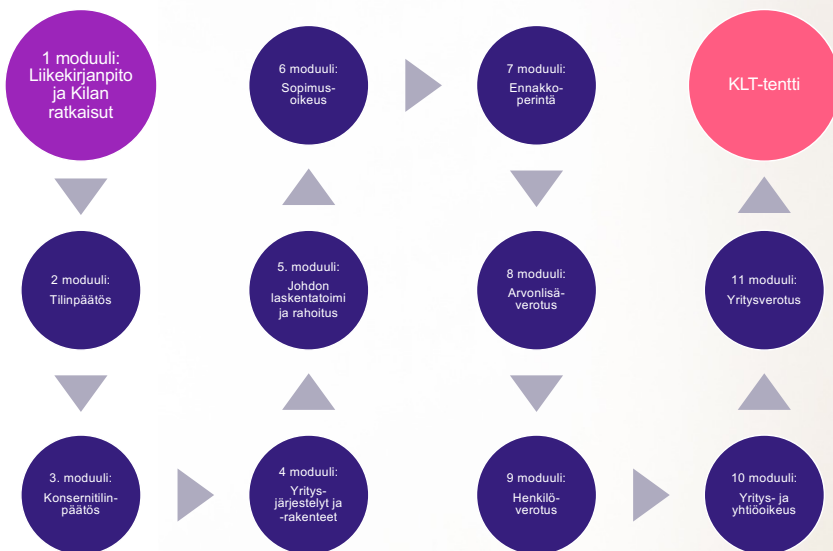 1 moduuli:
Liikekirjanpito
ja Kilan
ratkaisut
2 moduuli:
Tilinpäätös
3. moduuli:
Konsernitilin-
päätös
4 moduuli:
Yritys-
järjestelyt ja
-rakenteet
5. moduuli:
Johdon
laskentatoimi
ja rahoitus
6 moduuli:
Sopimus-
oikeus
7 moduuli:
Ennakko-
perintä
8 moduuli:
Arvonlisä-
verotus
9 moduuli:
Henkilö-
verotus
10 moduuli:
Yritys- ja
yhtiöoikeus
11 moduuli:
Yritysverotus
KLT-tentti